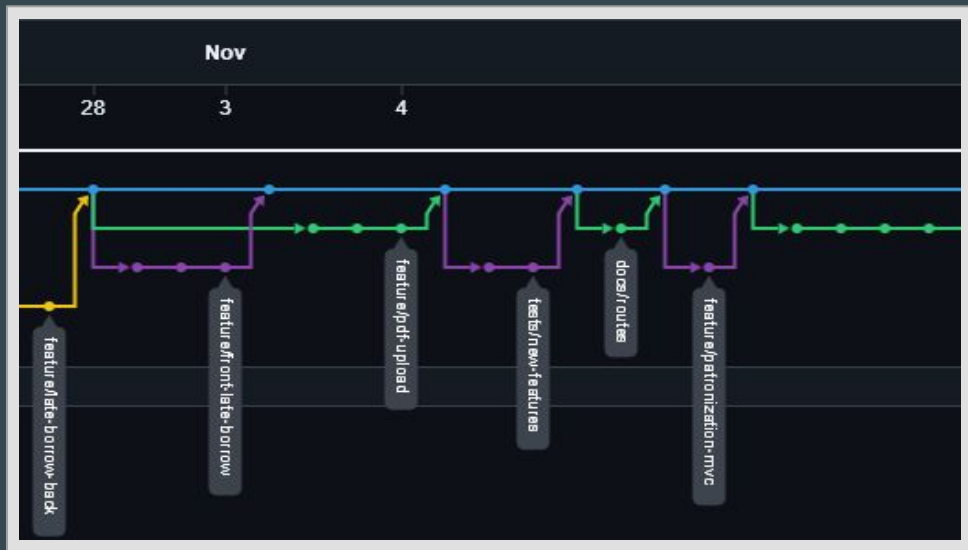 Nov
28 3 4
feature/late-borrow-back
feature/front-late-borrow
feature/pdf-upload
tests/new-features
docs/routes
feature/patronization-mvc